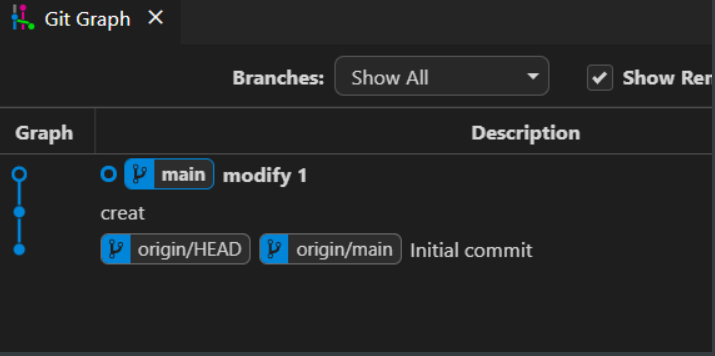 Git Graph
Branches: Show All Show Rer
Graph Description
main modify 1
creat
origin/HEAD origin/main Initial commit